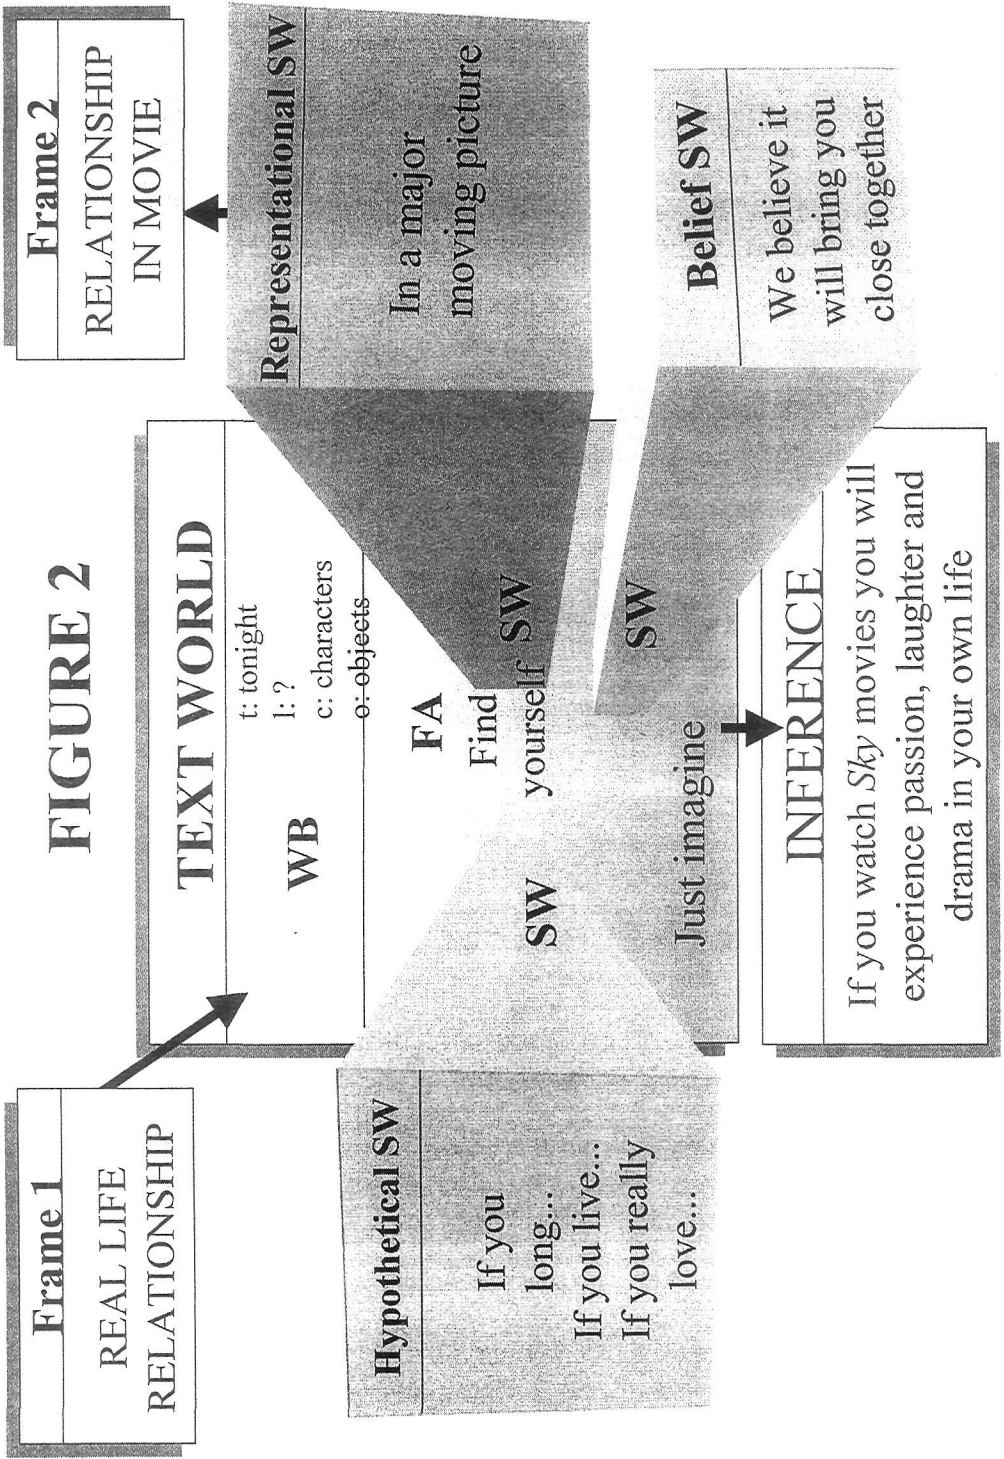 FIGURE 2
Frame 1
REAL LIFE
RELATIONSHIP
TEXT WORLD
WB
t: tonight
l: ?
c: characters
o: objects
FA
Find
yourself
SW
SW
SW
Just imagine
Frame 2
RELATIONSHIP
IN MOVIE
Hypothetical SW
If you
long...
If you live...
If you really
love...
Representational SW
In a major
moving picture
Belief SW
We believe it
will bring you
close together
INFERENCE
If you watch Sky movies you will
experience passion, laughter and
drama in your own life